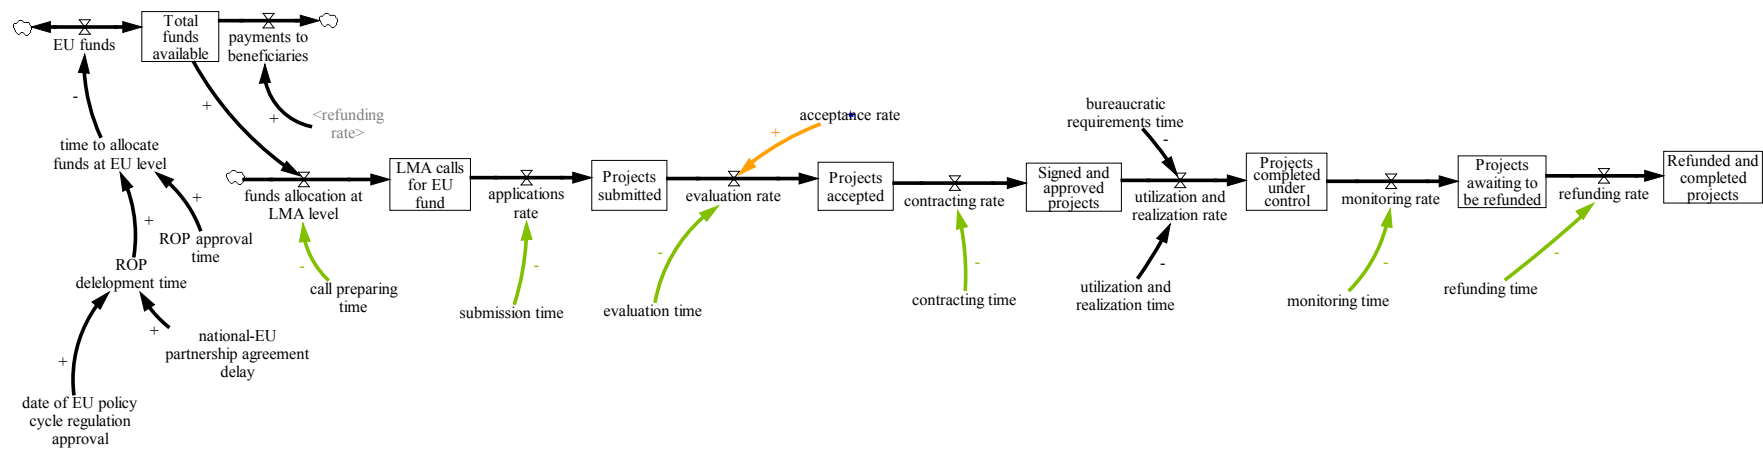 EU funds
Total
funds
available
payments to
beneficiaries
-
+
+
<refunding
rate>
time to allocate
funds at EU level
+
+
ROP approval
time
ROP
delelopment time
+
+
national-EU
partnership agreement
delay
date of EU policy
cycle regulation
approval
funds allocation at
LMA level
-
call preparing
time
LMA calls
for EU
fund
applications
rate
-
submission time
Projects
submitted
acceptance rate
+
+
evaluation rate
-
evaluation time
Projects
accepted
contracting rate
-
contracting time
Signed and
approved
projects
bureaucratic
requirements time
-
utilization and
realization rate
-
utilization and
realization time
Projects
completed
under
control
monitoring rate
-
monitoring time
Projects
awaiting to
be refunded
refunding rate
-
refunding time
Refunded and
completed
projects